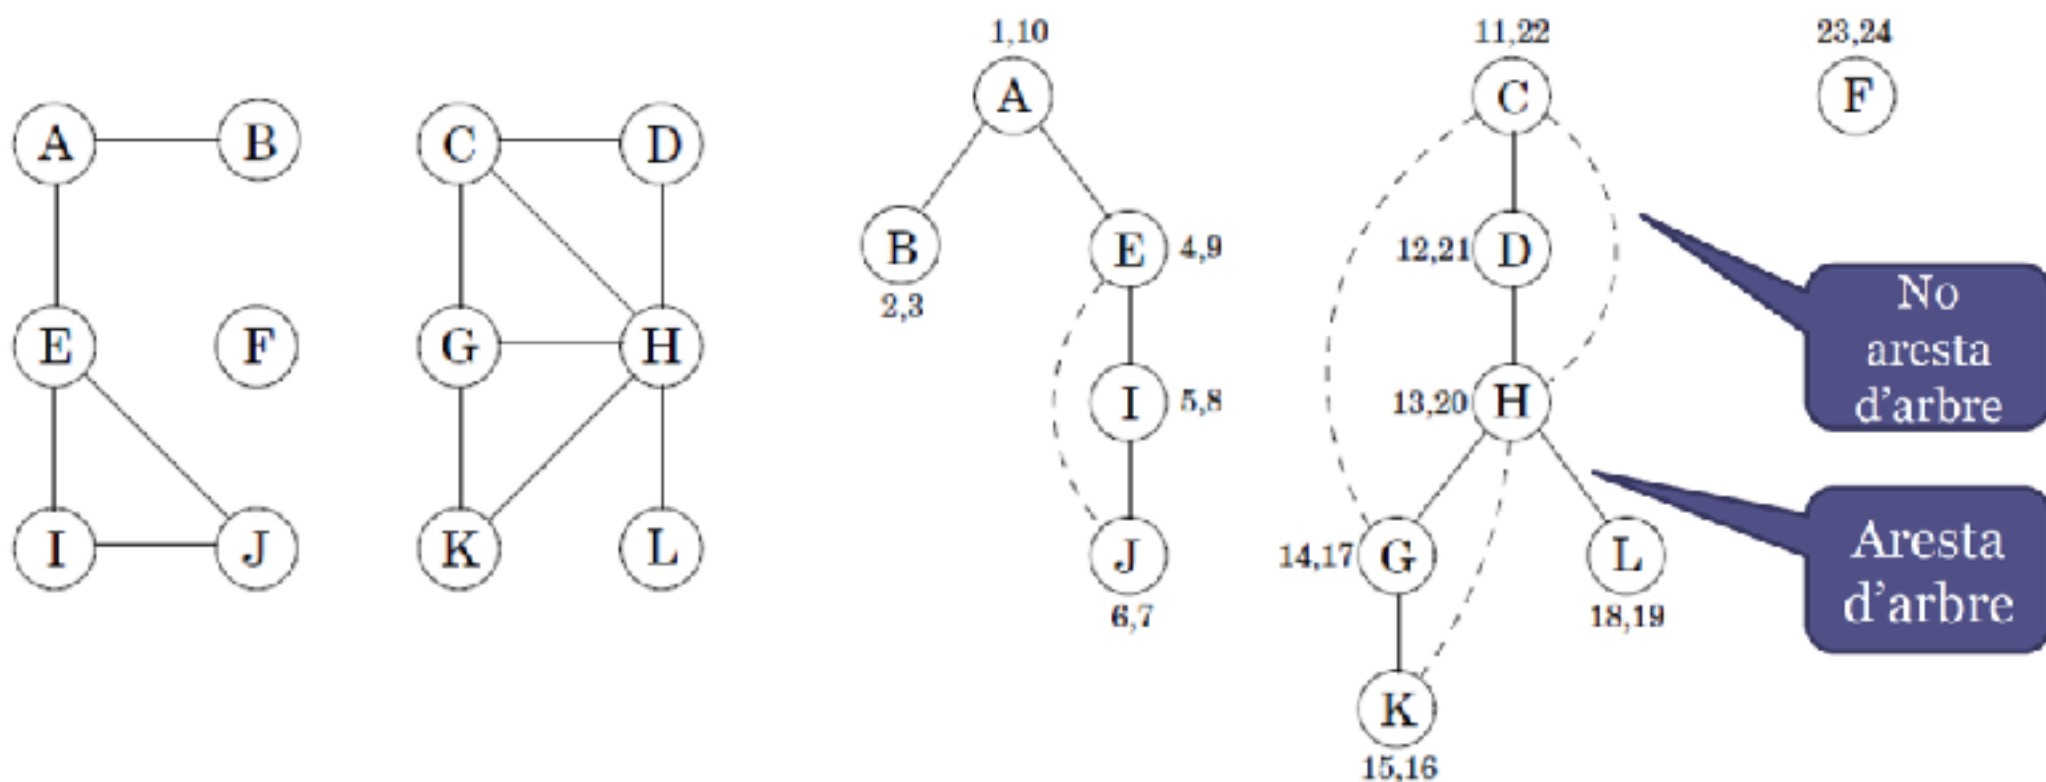 A
B
C
D
E
F
G
H
I
J
K
L
1,10
A
B
2,3
E
4,9
I
5,8
J
6,7
11,22
C
12,21
D
13,20
H
14,17
G
L
18,19
K
15,16
23,24
F
No
aresta
d'arbre
Aresta
d'arbre